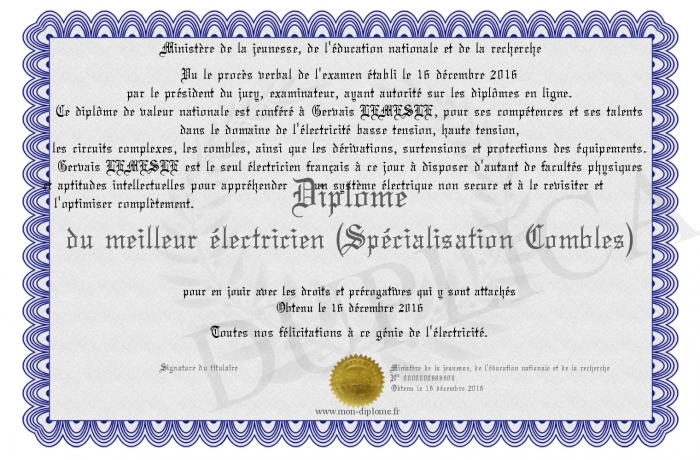 Ministère de la jeunesse, de l'éducation nationale et de la recherche
Vu le procès verbal de l'examen établi le 16 décembre 2016
par le président du jury, examinateur, ayant autorité sur les diplômes en ligne.
Ce diplôme de valeur nationale est conféré à Gervais LEMESLE, pour ses compétences et ses talents
dans le domaine de l'électricité basse tension, haute tension,
les circuits complexes, les combles, ainsi que les dérivations, surtensions et protections des équipements.
Gervais LEMESLE est le seul électricien français à ce jour à disposer d'autant de facultés physiques
et aptitudes intellectuelles pour appréhender un système électrique non secure et à le revisiter et
l'optimiser complètement.
Diplome
du meilleur électricien (Spécialisation Combles)
pour en jouir avec les droits et prérogatives qui y sont attachés
Obtenu le 16 décembre 2016
Toutes nos félicitations à ce génie de l'électricité.
Signature du titulaire
Ministère de la jeunesse, de l'éducation nationale et de la recherche
Obtenu le 16 décembre 2016
www.mon-diplome.fr
DUPLICATA